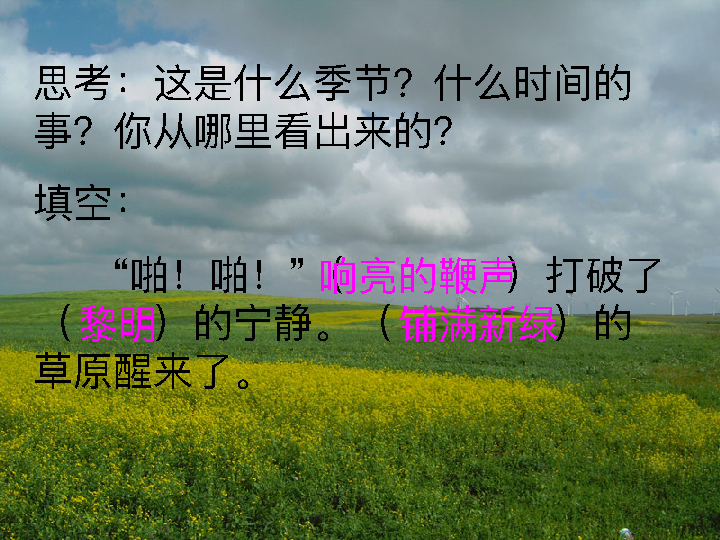 思考：这是什么季节？什么时间的
事？你从哪里看出来的？
填空：
“啪！啪！”（响亮的鞭声）打破了
（黎明）的宁静。（铺满新绿）的
草原醒来了。